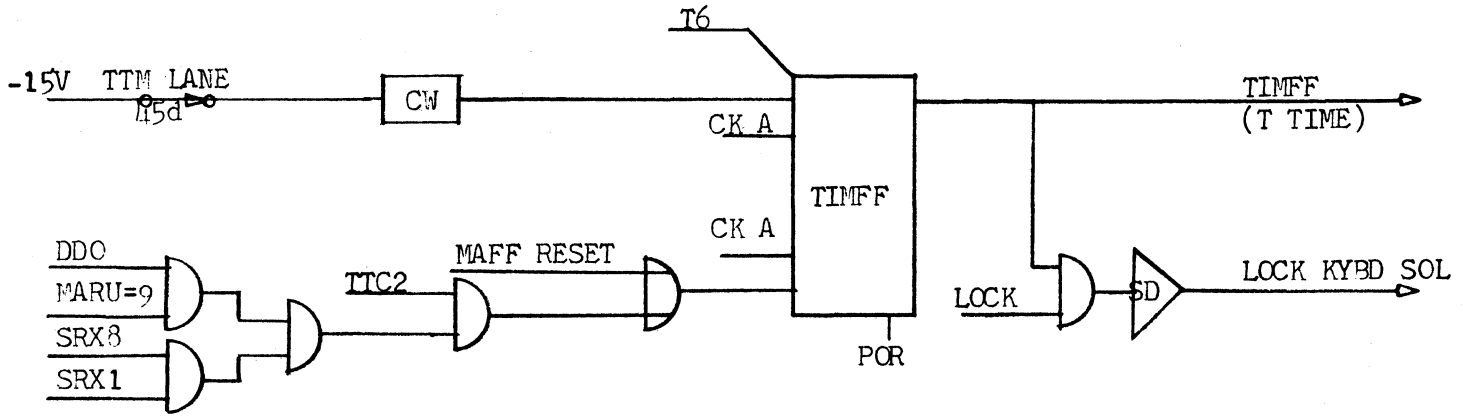 T6
-15V TTM LANE
45d
CW
CK A
TIMFF
(T TIME)
TIMFF
CK A
DDO
MARU=9
SRX8
SRX1
TTC2
MAFF RESET
POR
LOCK
SD
LOCK KYBD SOL